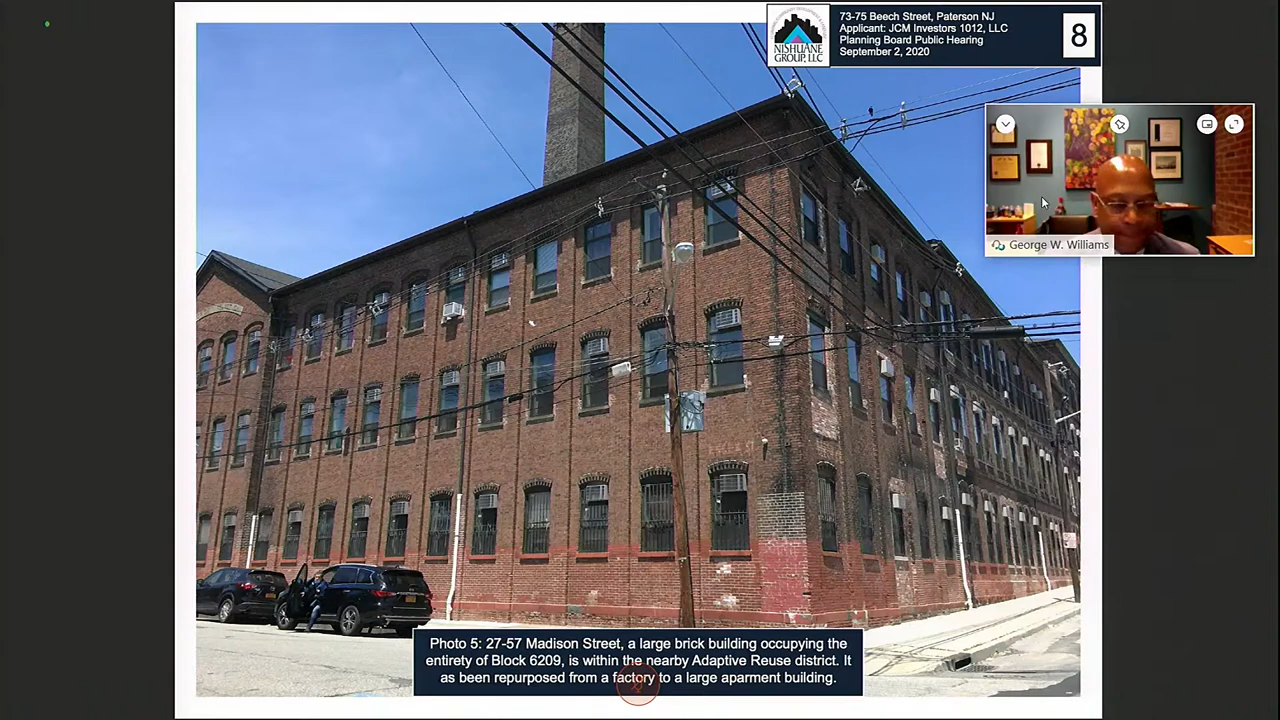 NISHUANE
GROUP, LLC
73-75 Beech Street, Paterson NJ
Applicant: JCM Investors 1012, LLC
Planning Board Public Hearing
September 2, 2020
8
George W. Williams
Photo 5: 27-57 Madison Street, a large brick building occupying the
entirety of Block 6209, is within the nearby Adaptive Reuse district. It
as been repurposed from a factory to a large aparment building.